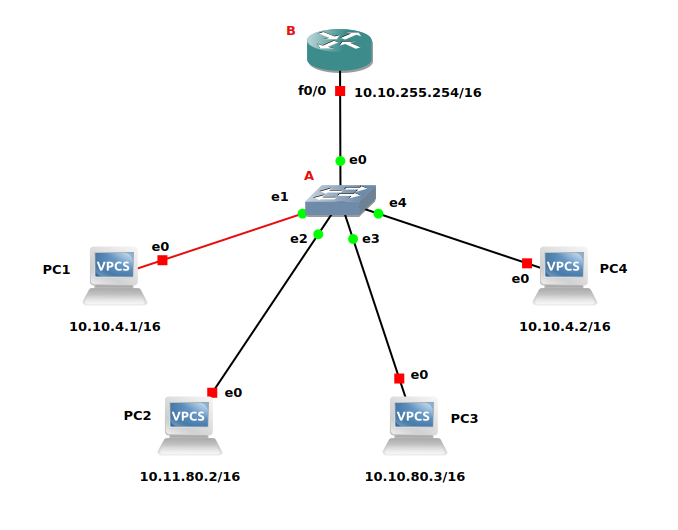 B
f0/0
10.10.255.254/16
e0
A
e1
e4
e2
e3
e0
PC1
VPCS
10.10.4.1/16
e0
VPCS
PC4
10.10.4.2/16
e0
PC2
VPCS
10.11.80.2/16
e0
VPCS
PC3
10.10.80.3/16